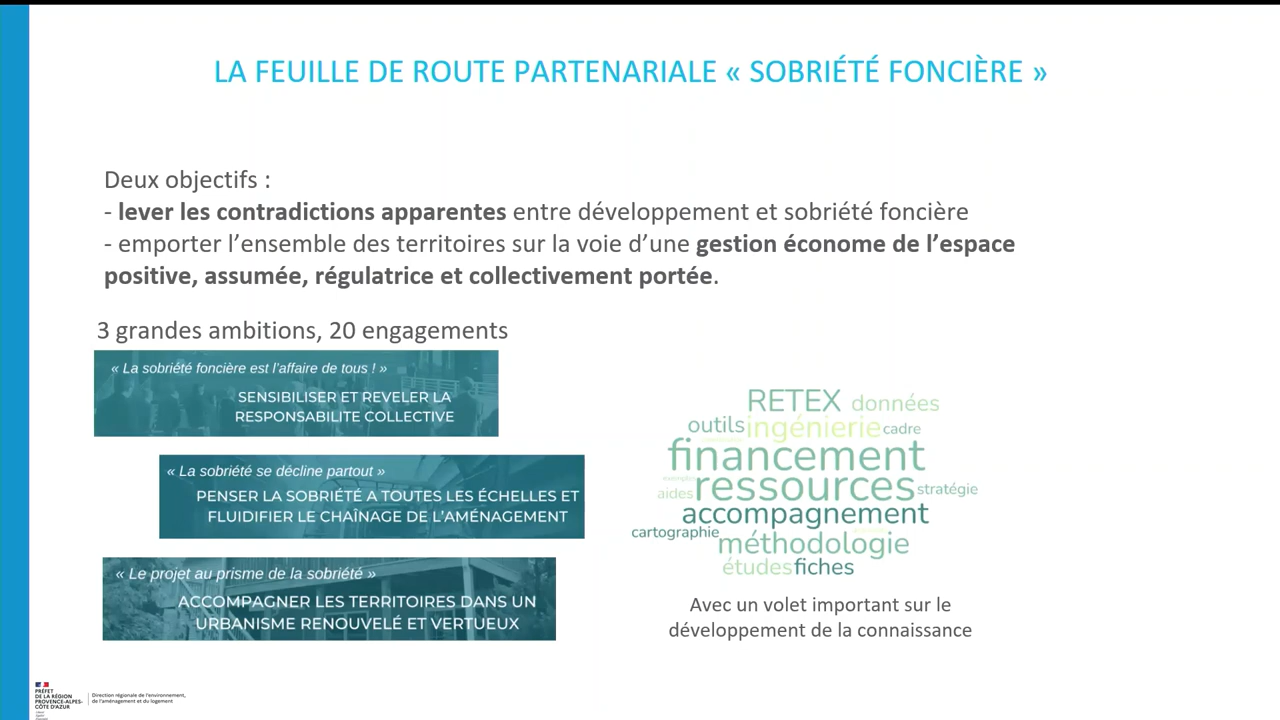 LA FEUILLE DE ROUTE PARTENARIALE « SOBRIÉTÉ FONCIÈRE »
Deux objectifs :
- lever les contradictions apparentes entre développement et sobriété foncière
- emporter l’ensemble des territoires sur la voie d’une gestion économe de l’espace
positive, assumée, régulatrice et collectivement portée.
3 grandes ambitions, 20 engagements
« La sobriété foncière est l’affaire de tous ! »
SENSIBILISER ET REVELER LA
RESPONSABILITE COLLECTIVE
« La sobriété se décline partout »
PENSER LA SOBRIÉTÉ A TOUTES LES ÉCHELLES ET
FLUIDIFIER LE CHAÎNAGE DE L’AMÉNAGEMENT
« Le projet au prisme de la sobriété »
ACCOMPAGNER LES TERRITOIRES DANS UN
URBANISME RENOUVELÉ ET VERTUEUX
RETEX données
outils ingénierie cadre
financement
exemples
aides ressources stratégie
accompagnement
cartographie
méthodologie
études fiches
Avec un volet important sur le
développement de la connaissance
PRÉFET
DE LA RÉGION
PROVENCE-ALPES-
CÔTE D'AZUR
Direction régionale de l'environnement,
de l'aménagement et du logement